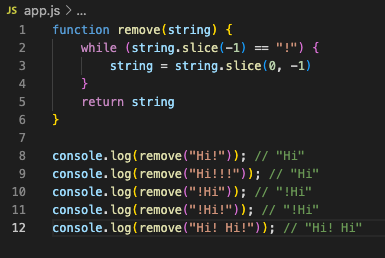 JS app.js > ...
1 function remove(string) {
2 while (string.slice(-1) == "!") {
3 string = string.slice(0, -1)
4 }
5 return string
6 }
7
8 console.log(remove("Hi!")); // "Hi"
9 console.log(remove("Hi!!!")); // "Hi"
10 console.log(remove("!Hi")); // "!Hi"
11 console.log(remove("!Hi!")); // "!Hi"
12 console.log(remove("Hi! Hi!")); // "Hi! Hi"